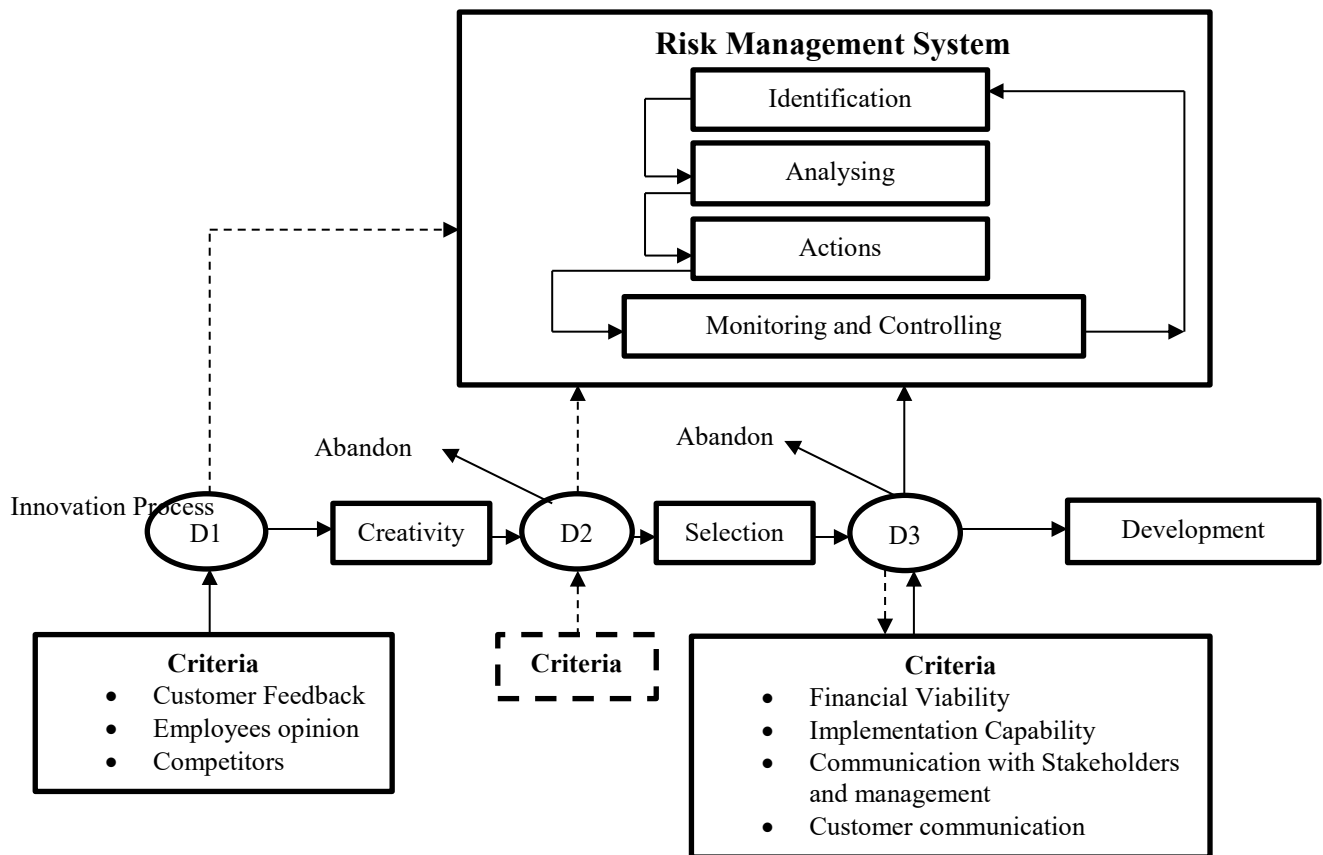 Risk Management System
Identification
Analysing
Actions
Monitoring and Controlling
Abandon
Abandon
Innovation Process
D1
Creativity
D2
Selection
D3
Development
Criteria
• Customer Feedback
• Employees opinion
• Competitors
Criteria
Criteria
• Financial Viability
• Implementation Capability
• Communication with Stakeholders
and management
• Customer communication